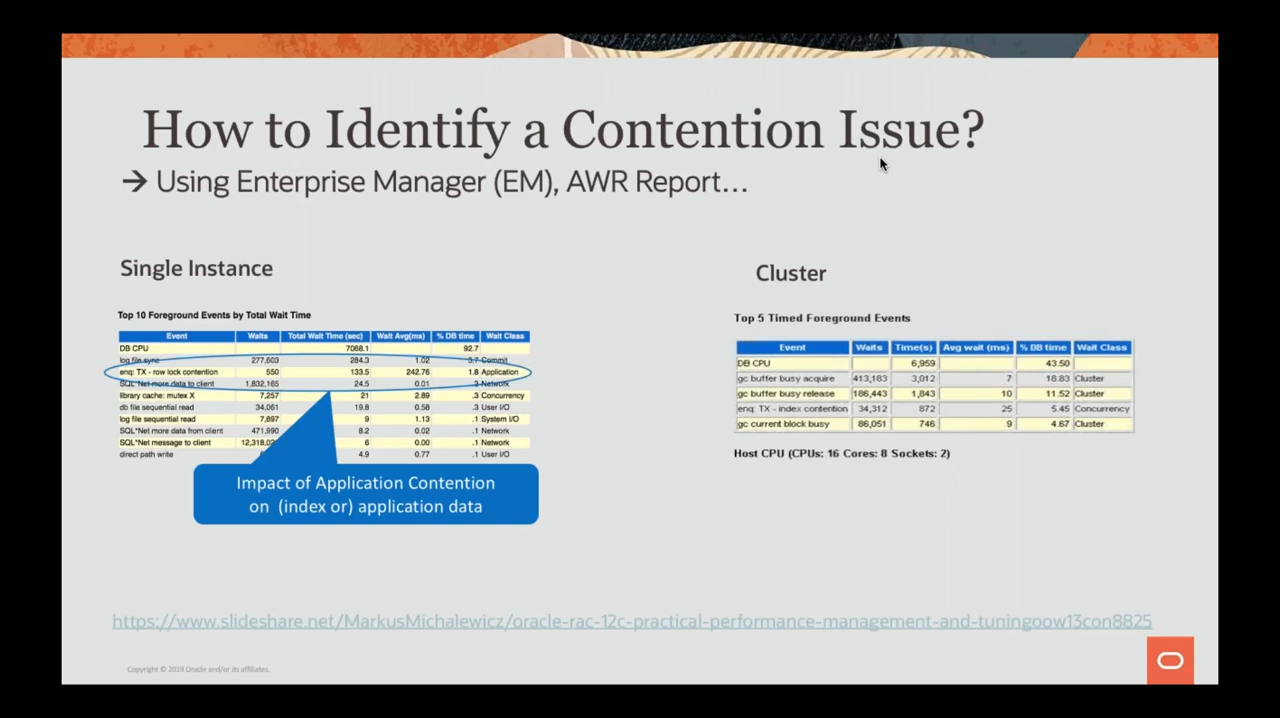 How to Identify a Contention Issue?
→ Using Enterprise Manager (EM), AWR Report...
Single Instance
Top 10 Foreground Events by Total Wait Time
Event Waits Total Wait Time (sec) Wait Avg(ms) % DB time Wait Class
DB CPU 7068.1 92.7
log file sync 277,603 284.3 1.02 3.7 Commit
enq: TX - row lock contention 550 133.5 242.76 1.8 Application
SQL*Net more data to client 1,832,165 24.5 0.01 .3 Network
library cache: mutex X 7,257 21 2.89 .3 Concurrency
db file sequential read 34,061 19.8 0.58 .3 User I/O
log file sequential read 7,897 9 1.13 .1 System I/O
SQL*Net more data from client 471,990 8.2 0.02 .1 Network
SQL*Net message to client 6 0.00 .1 Network
direct path write 4.9 0.77 .1 User I/O
Impact of Application Contention
on (index or) application data
Cluster
Top 5 Timed Foreground Events
Event Waits Time(s) Avg wait (ms) % DB time Wait Class
DB CPU 6,959 43.50
gc buffer busy acquire 413,183 3,012 7 18.83 Cluster
gc buffer busy release 186,443 1,843 10 11.52 Cluster
enq: TX - index contention 34,312 872 25 5.45 Concurrency
gc current block busy 86,051 746 9 4.67 Cluster
Host CPU (CPUs: 16 Cores: 8 Sockets: 2)
https://www.slideshare.net/MarkusMichalewicz/oracle-rac-12c-practical-performance-management-and-tuningoow13con8825
Copyright © 2019 Oracle and/or its affiliates.